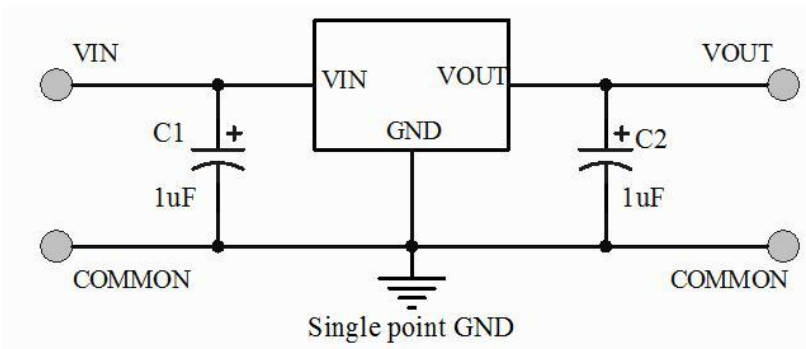 VIN
VOUT
VIN
VOUT
C1
+
GND
+
C2
1uF
1uF
COMMON
COMMON
Single point GND